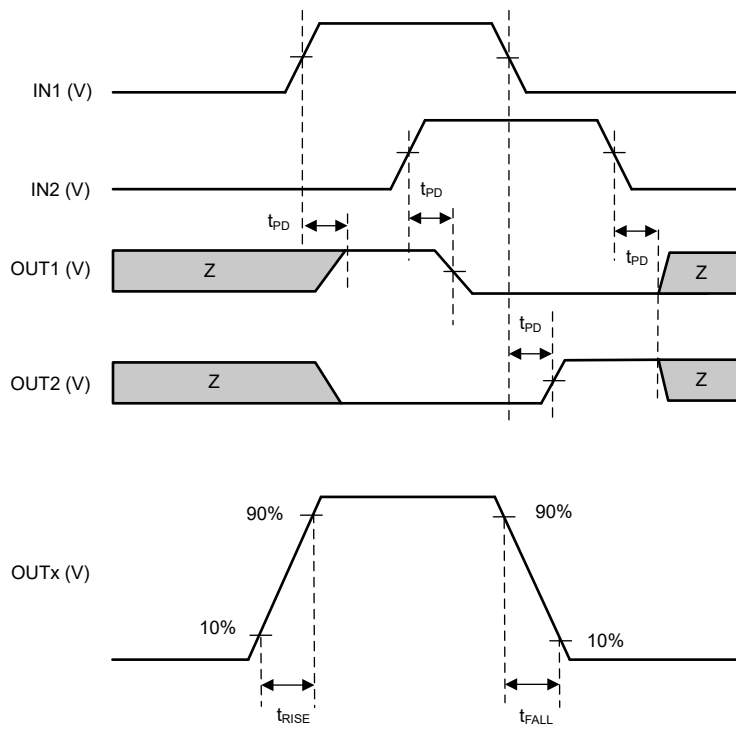 IN1 (V)
IN2 (V)
tPD
tPD
tPD
OUT1 (V)
Z
Z
tPD
OUT2 (V)
Z
Z
90%
90%
OUTx (V)
10%
10%
tRISE
tFALL